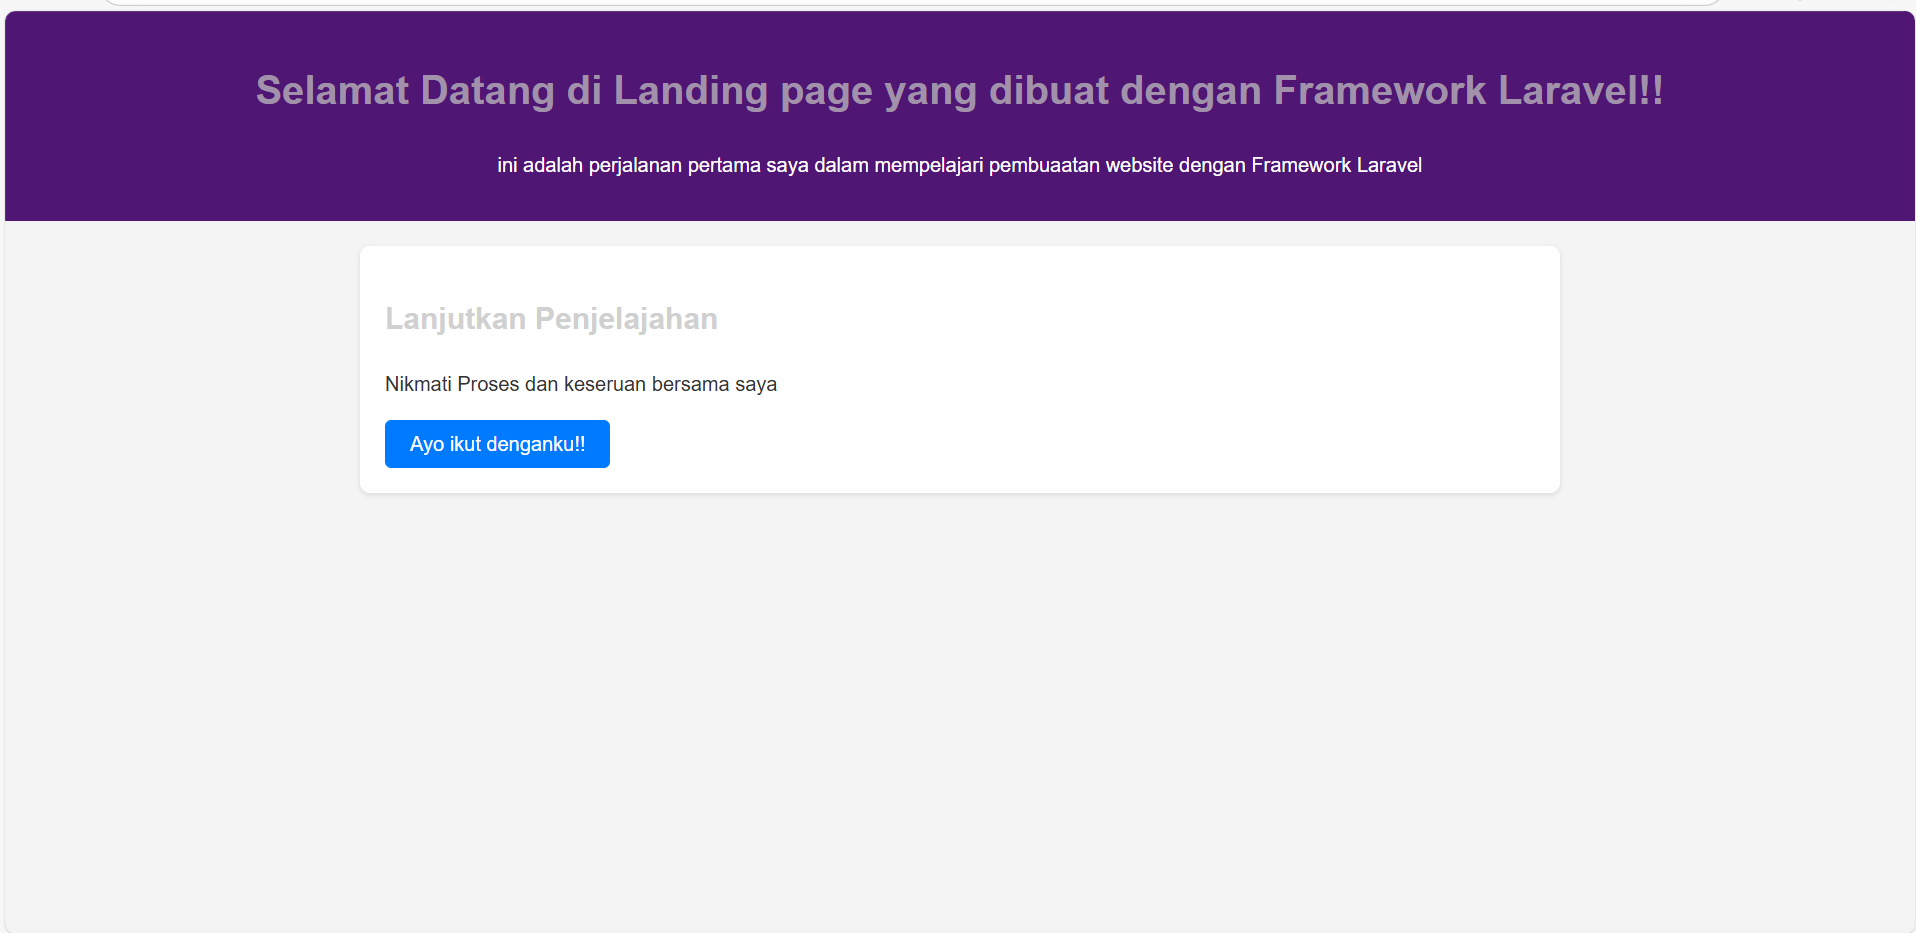 Selamat Datang di Landing page yang dibuat dengan Framework Laravel!!
ini adalah perjalanan pertama saya dalam mempelajari pembuaatan website dengan Framework Laravel
Lanjutkan Penjelajahan
Nikmati Proses dan keseruan bersama saya
Ayo ikut denganku!!